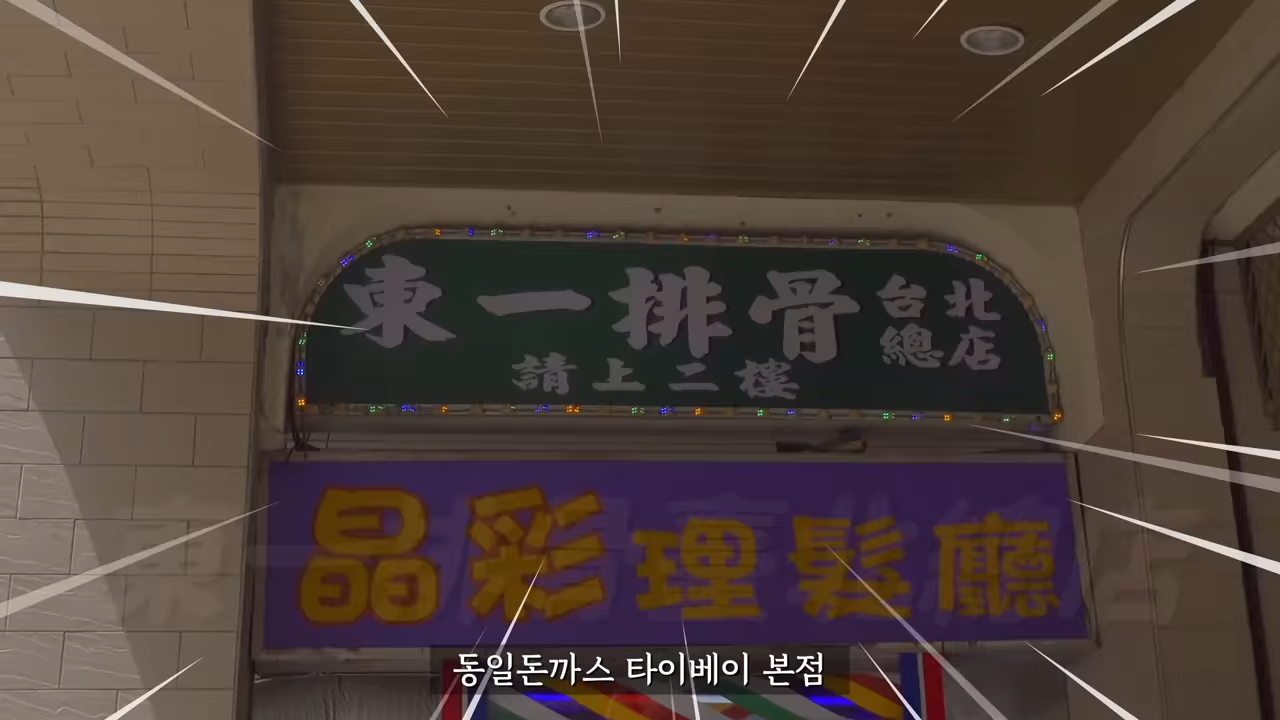 東一排骨 台北
總店
請上二樓
晶彩理髮廳
동일돈까스 타이베이 본점